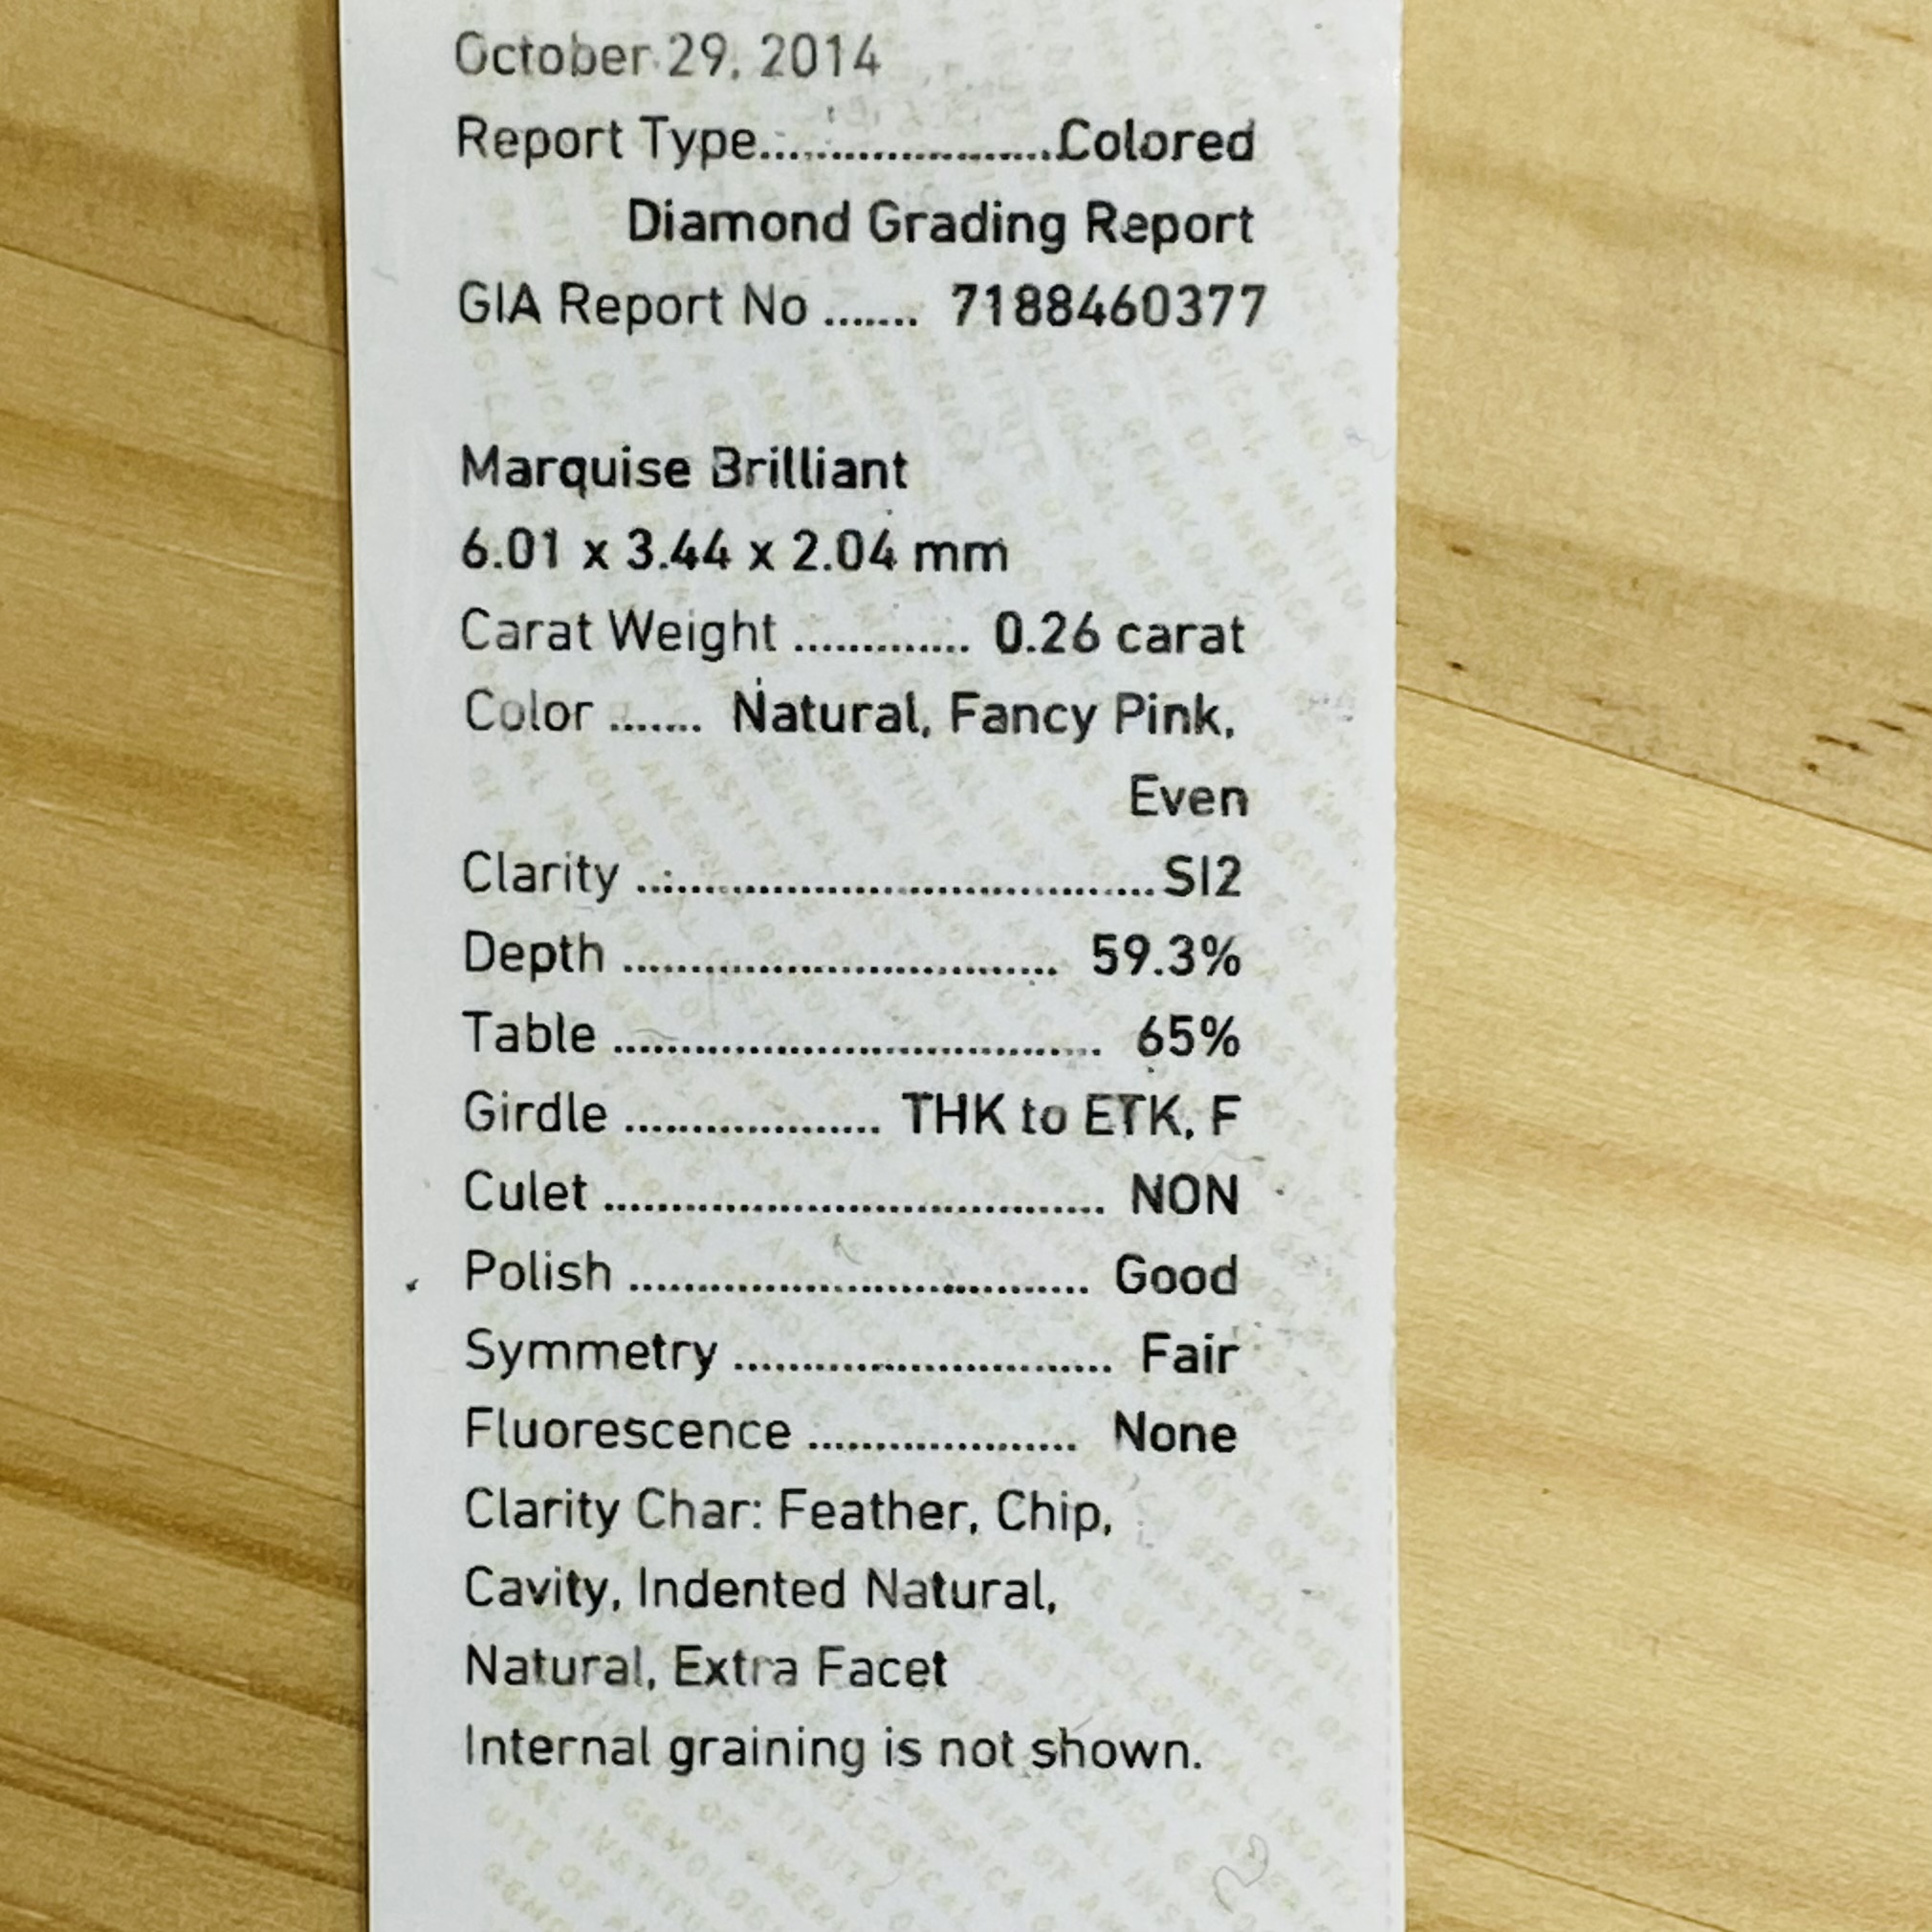 October 29, 2014
Report Type........................Colored
Diamond Grading Report
GIA Report No ....... 7188460377
Marquise Brilliant
6.01 x 3.44 x 2.04 mm
Carat Weight ............. 0.26 carat
Color ....... Natural, Fancy Pink,
Even
Clarity ......................................SI2
Depth ................................ 59.3%
Table .................................... 65%
Girdle ................... THK to ETK, F
Culet ..................................... NON
Polish .................................. Good
Symmetry ............................ Fair
Fluorescence .................... None
Clarity Char: Feather, Chip,
Cavity, Indented Natural,
Natural, Extra Facet
Internal graining is not shown.